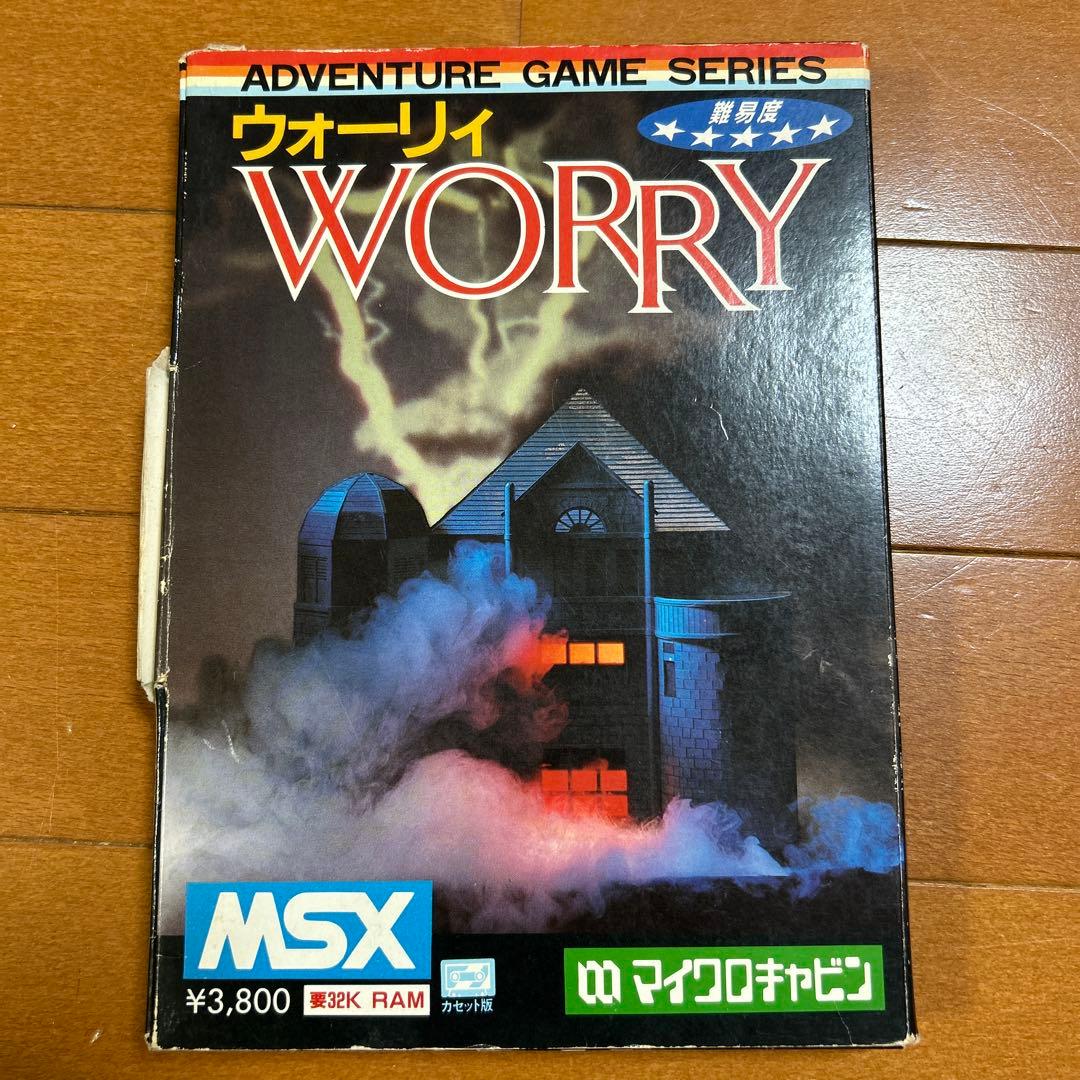 ADVENTURE GAME SERIES
難易度
★★★★★
ウォーリィ
WORRY
MSX
¥3,800
要32K RAM
カセット版
マイクロキャビン